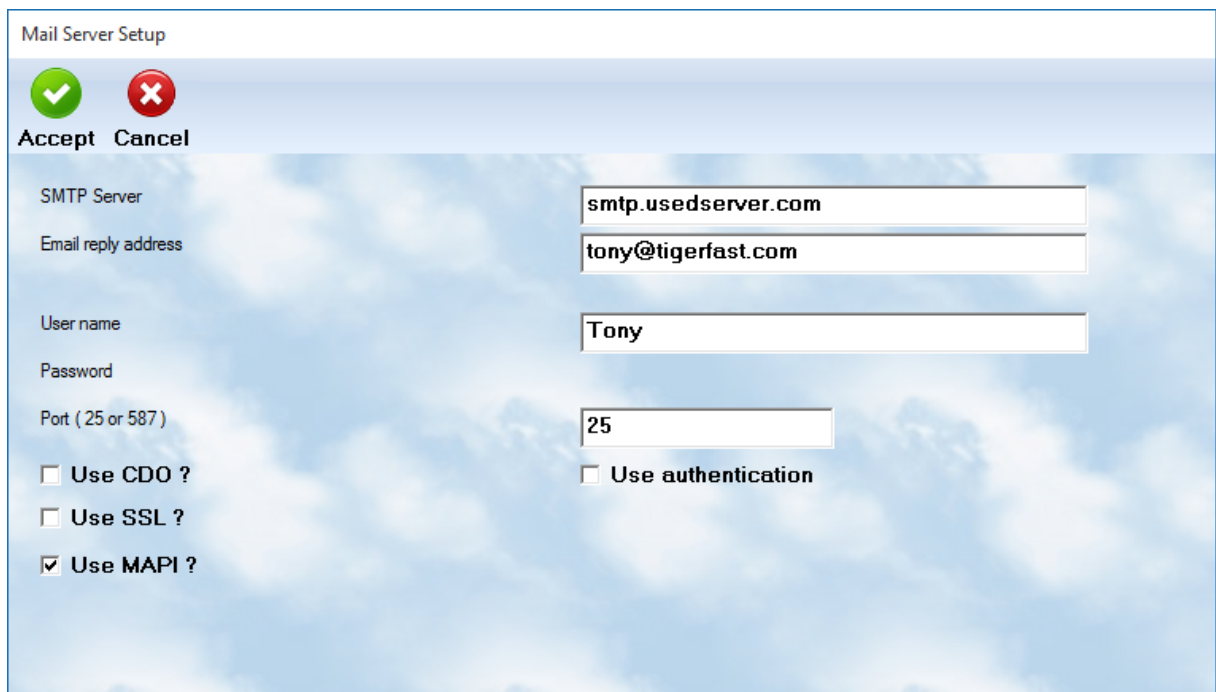 Mail Server Setup
Accept Cancel
SMTP Server smtp.usedserver.com
Email reply address tony@tigerfast.com
User name Tony
Password
Port ( 25 or 587 ) 25
Use CDO ? Use authentication
Use SSL ?
Use MAPI ?